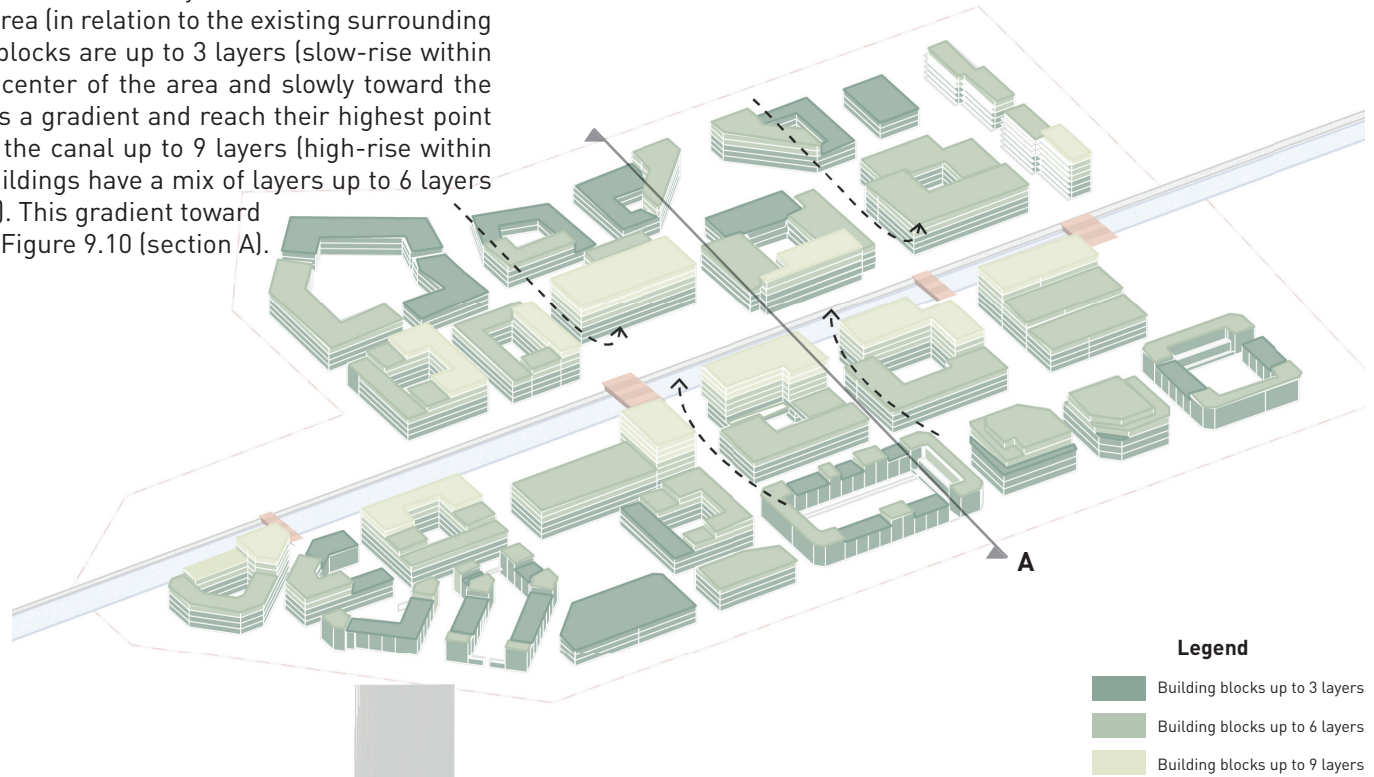 rea (in relation to the existing surrounding
blocks are up to 3 layers (slow-rise within
center of the area and slowly toward the
s a gradient and reach their highest point
the canal up to 9 layers (high-rise within
uildings have a mix of layers up to 6 layers
). This gradient toward
Figure 9.10 (section A).
A
Legend
Building blocks up to 3 layers
Building blocks up to 6 layers
Building blocks up to 9 layers